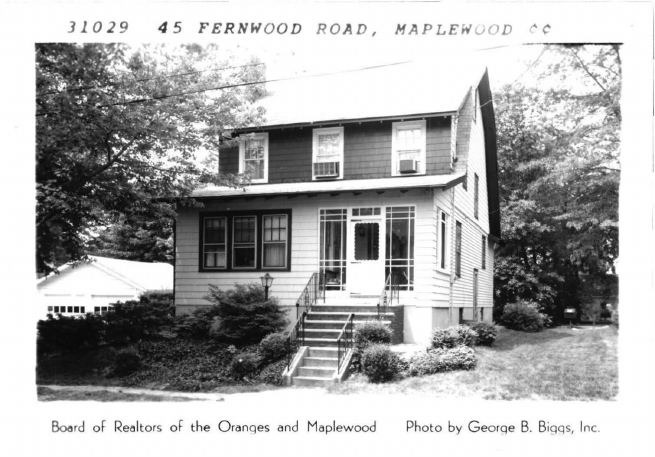 31029 45 FERNWOOD ROAD, MAPLEWOOD ¢¢
Board of Realtors of the Oranges and Maplewood Photo by George B. Biggs, Inc.